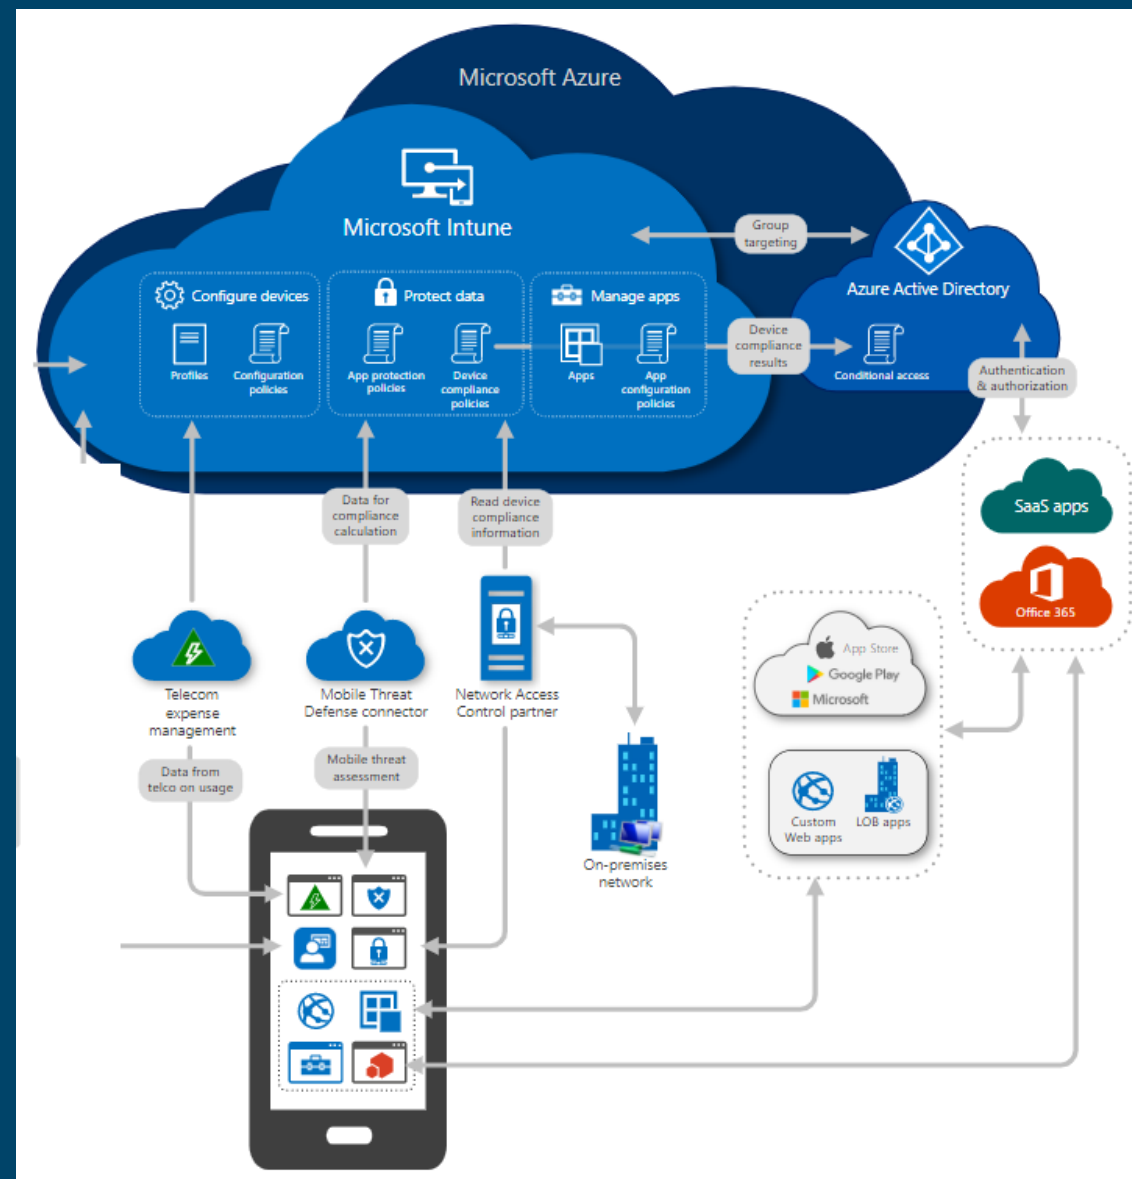 Microsoft Azure
Microsoft Intune
Group
targeting
Azure Active Directory
Configure devices
Protect data
Manage apps
Profiles
Configuration
policies
App protection
policies
Device
compliance
policies
Apps
App
configuration
policies
Device
compliance
results
Conditional access
Authentication
& authorization
Data for
compliance
calculation
Read device
compliance
information
SaaS apps
Office 365
App Store
Google Play
Microsoft
Telecom
expense
management
Mobile Threat
Defense connector
Network Access
Control partner
Data from
telco on usage
Mobile threat
assessment
Custom
Web apps
LOB apps
On-premises
network